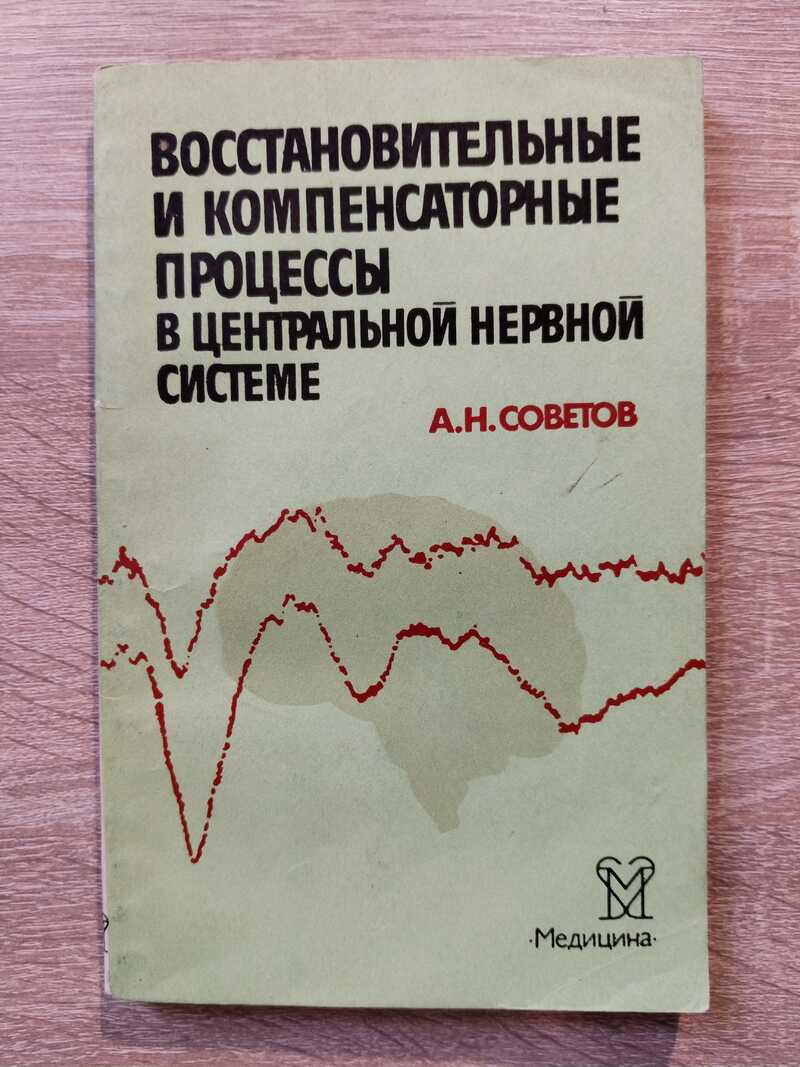 ВОССТАНОВИТЕЛЬНЫЕ
И КОМПЕНСАТОРНЫЕ
ПРОЦЕССЫ
В ЦЕНТРАЛЬНОЙ НЕРВНОЙ
СИСТЕМЕ
А.Н.СОВЕТОВ
М
·Медицина·